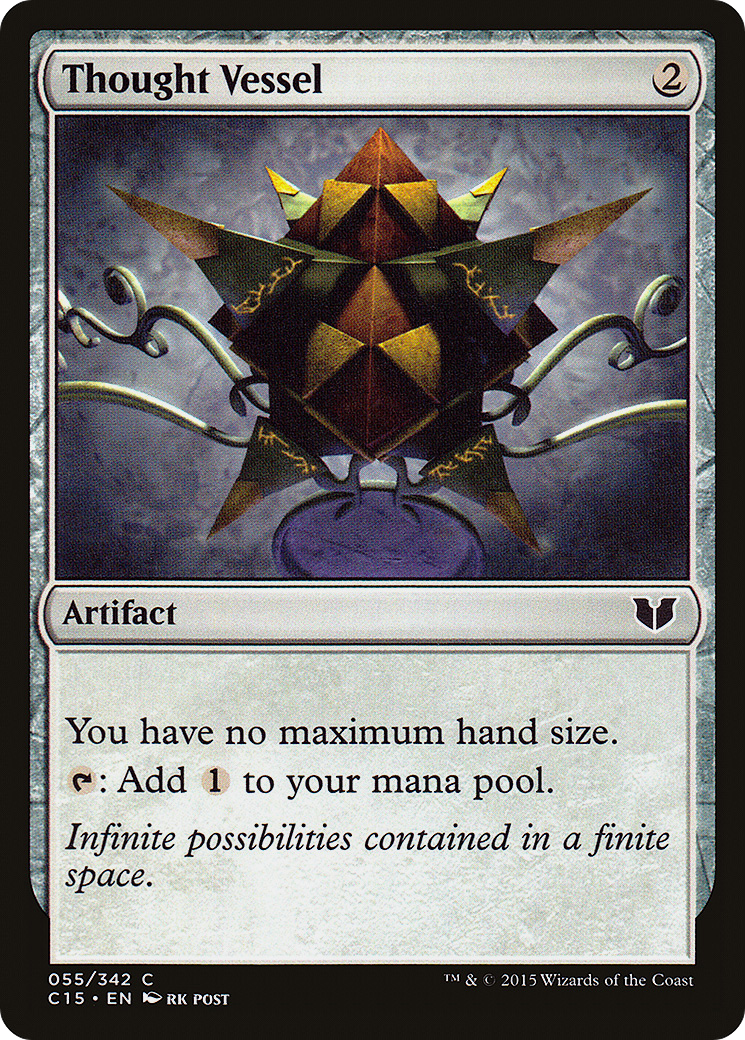 Thought Vessel 2
Artifact
You have no maximum hand size.
: Add 1 to your mana pool.
Infinite possibilities contained in a finite
space.
055/342 C ™ & © 2015 Wizards of the Coast
C15 • EN RK POST